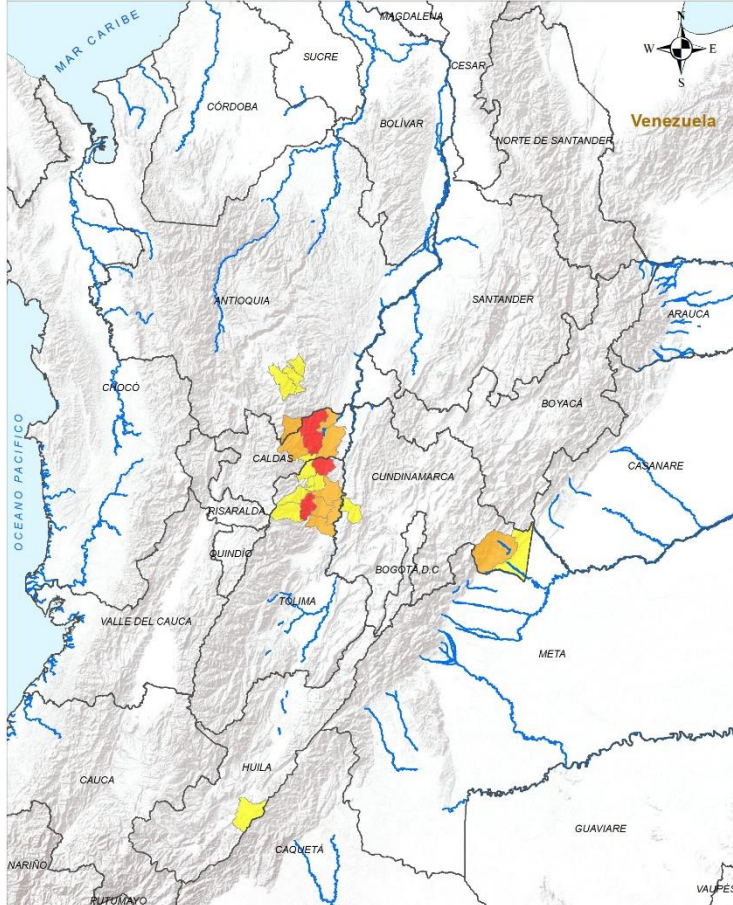 MAGDALENA
N
MAR CARIBE
W E
SUCRE
CESAR
S
CÓRDOBA
BOLÍVAR
Venezuela
NORTE DE SANTANDER
ANTIOQUIA
SANTANDER
ARAUCA
CHOCÓ
BOYACÁ
OCEANO PACIFICO
CALDAS
CUNDINAMARCA
CASANARE
RISARALDA
QUINDÍO
BOGOTÁ, D.C
TOLIMA
VALLE DEL CAUCA
META
HUILA
CAUCA
GUAVIARE
CAQUETÁ
NARIÑO
PUTUMAYO
VAUPÉS